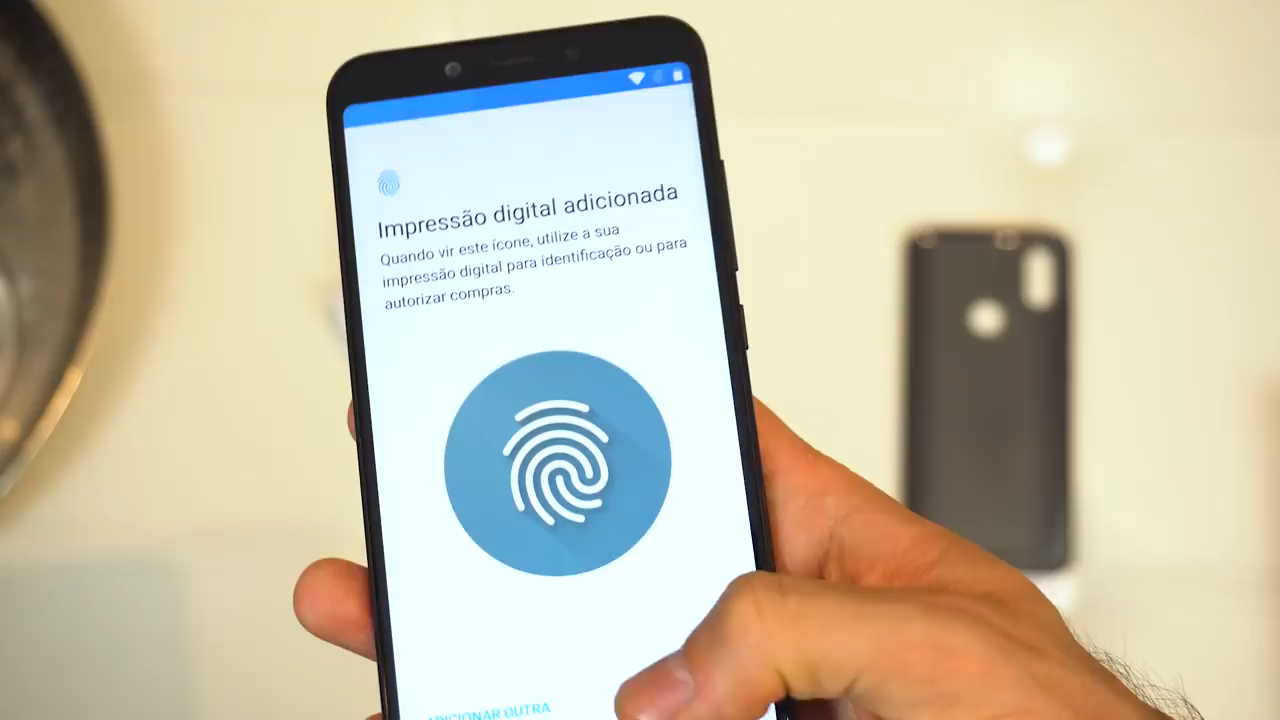 Impressão digital adicionada
Quando vir este ícone, utilize a sua
impressão digital para identificação ou para
autorizar compras.
ADICIONAR OUTRA